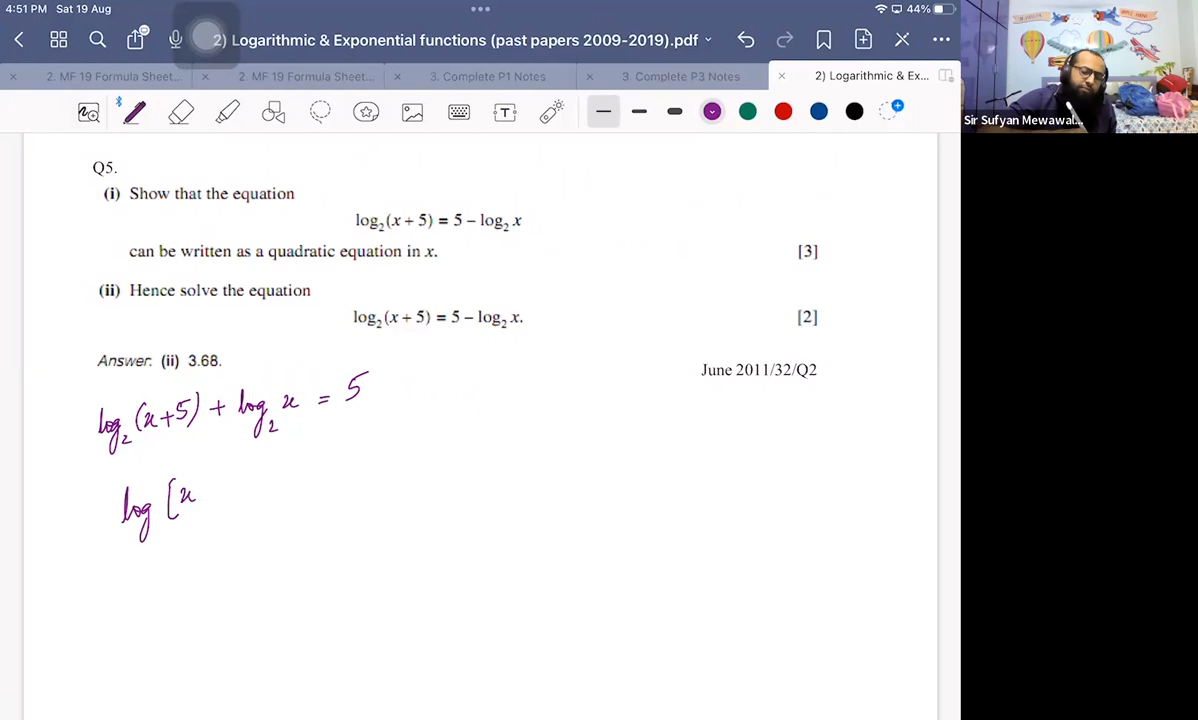 4:51 PM Sat 19 Aug
44%
2) Logarithmic & Exponential functions (past papers 2009-2019).pdf
2. MF 19 Formula Sheet...
2. MF 19 Formula Sheet...
3. Complete P1 Notes
3. Complete P3 Notes
2) Logarithmic & Ex...
Sir Sufyan Mewawal...
Q5.
(i) Show that the equation
log₂(x + 5) = 5 − log₂ x
can be written as a quadratic equation in x. [3]
(ii) Hence solve the equation
log₂(x + 5) = 5 − log₂ x. [2]
Answer: (ii) 3.68.
June 2011/32/Q2
log₂(x+5) + log₂ x = 5
log [x